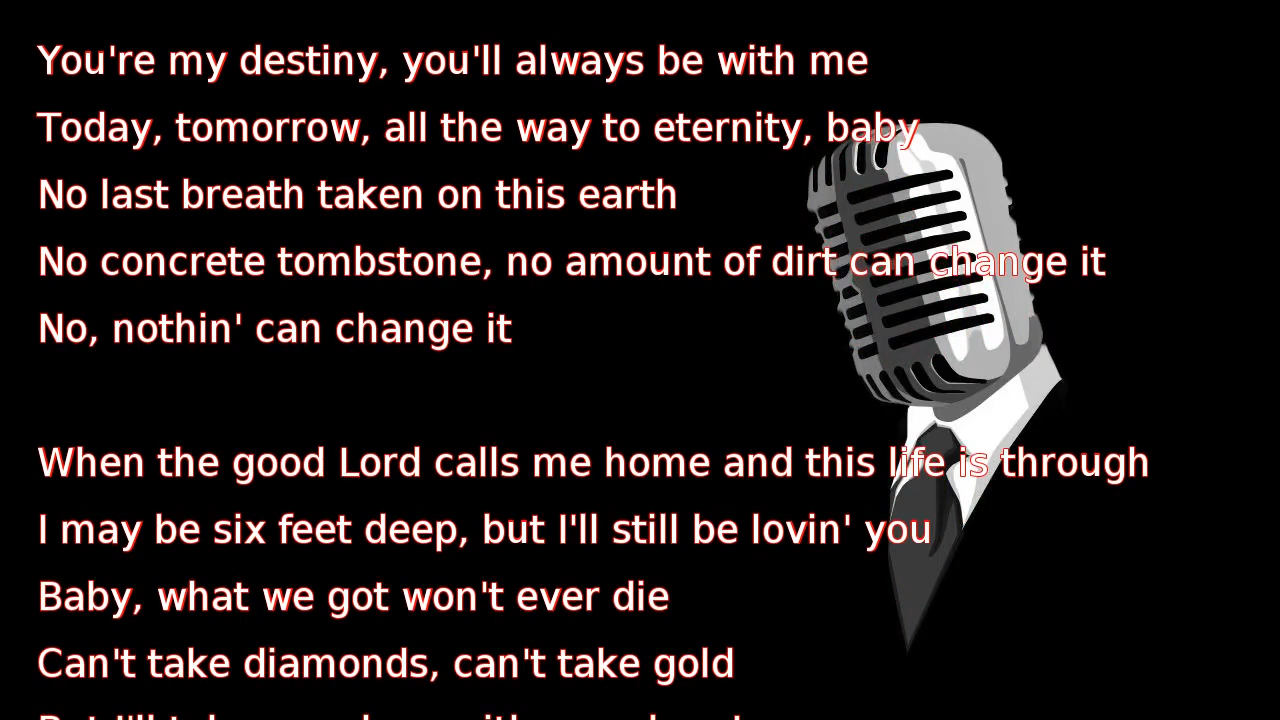 You're my destiny, you'll always be with me
Today, tomorrow, all the way to eternity, baby
No last breath taken on this earth
No concrete tombstone, no amount of dirt can change it
No, nothin' can change it
When the good Lord calls me home and this life is through
I may be six feet deep, but I'll still be lovin' you
Baby, what we got won't ever die
Can't take diamonds, can't take gold